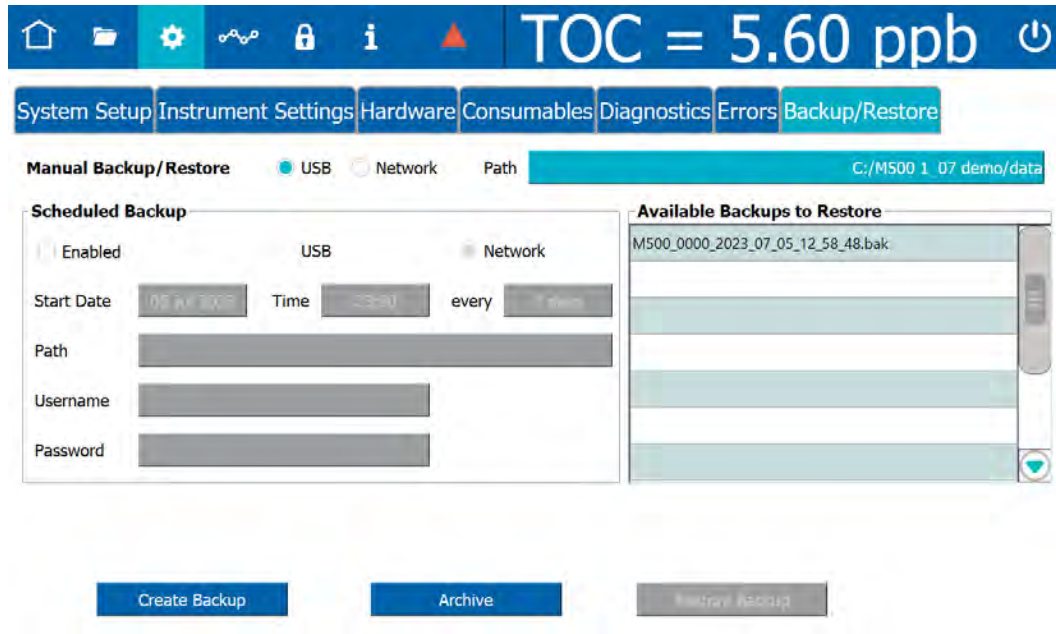 TOC = 5.60 ppb
System Setup Instrument Settings Hardware Consumables Diagnostics Errors Backup/Restore
Manual Backup/Restore USB Network Path C:/M500 1_07 demo/data
Scheduled Backup
Enabled USB Network
Start Date Time every
Path
Username
Password
Available Backups to Restore
M500_0000_2023_07_05_12_58_48.bak
Create Backup Archive Restore Backup